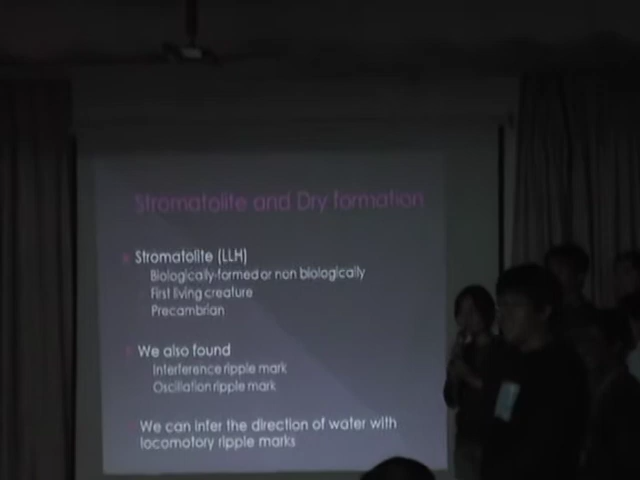 Stromatolite and Dry formation
Stromatolite (LLH)
Biologically-formed or non biologically
First living creature
Precambrian
We also found
Interference ripple mark
Oscillation ripple mark
We can infer the direction of water with
locomotory ripple marks